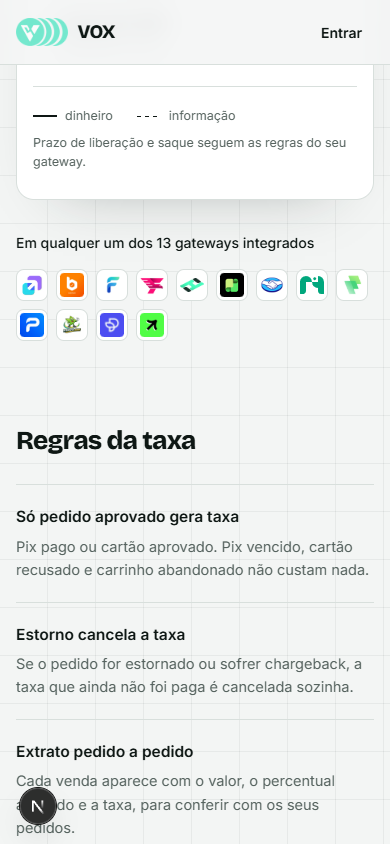 VOX
Entrar
dinheiro informação
Prazo de liberação e saque seguem as regras do seu
gateway.
Em qualquer um dos 13 gateways integrados
Regras da taxa
Só pedido aprovado gera taxa
Pix pago ou cartão aprovado. Pix vencido, cartão
recusado e carrinho abandonado não custam nada.
Estorno cancela a taxa
Se o pedido for estornado ou sofrer chargeback, a
taxa que ainda não foi paga é cancelada sozinha.
Extrato pedido a pedido
Cada venda aparece com o valor, o percentual
e a taxa, para conferir com os seus
pedidos.